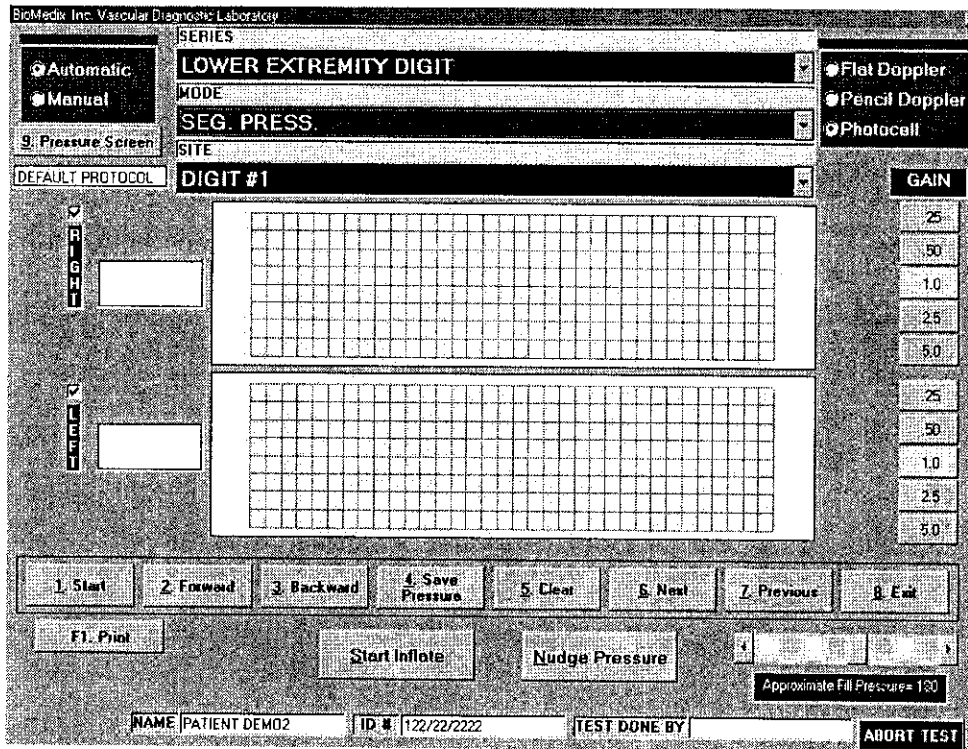 BioMedix Inc. Vascular Diagnostic Laboratory
SERIES
Automatic
Manual
LOWER EXTREMITY DIGIT
Flat Doppler
Pencil Doppler
Photocell
MODE
SEG. PRESS.
9. Pressure Screen
SITE
DEFAULT PROTOCOL
DIGIT #1
GAIN
RIGHT
.25
.50
1.0
2.5
5.0
LEFT
.25
.50
1.0
2.5
5.0
1. Start
2. Forward
3. Backward
4. Save Pressure
5. Clear
6. Next
7. Previous
8. Exit
F1. Print
Start Inflate
Nudge Pressure
Approximate Fill Pressure= 180
NAME PATIENT DEMO2
ID # 122/22/2222
TEST DONE BY
ABORT TEST